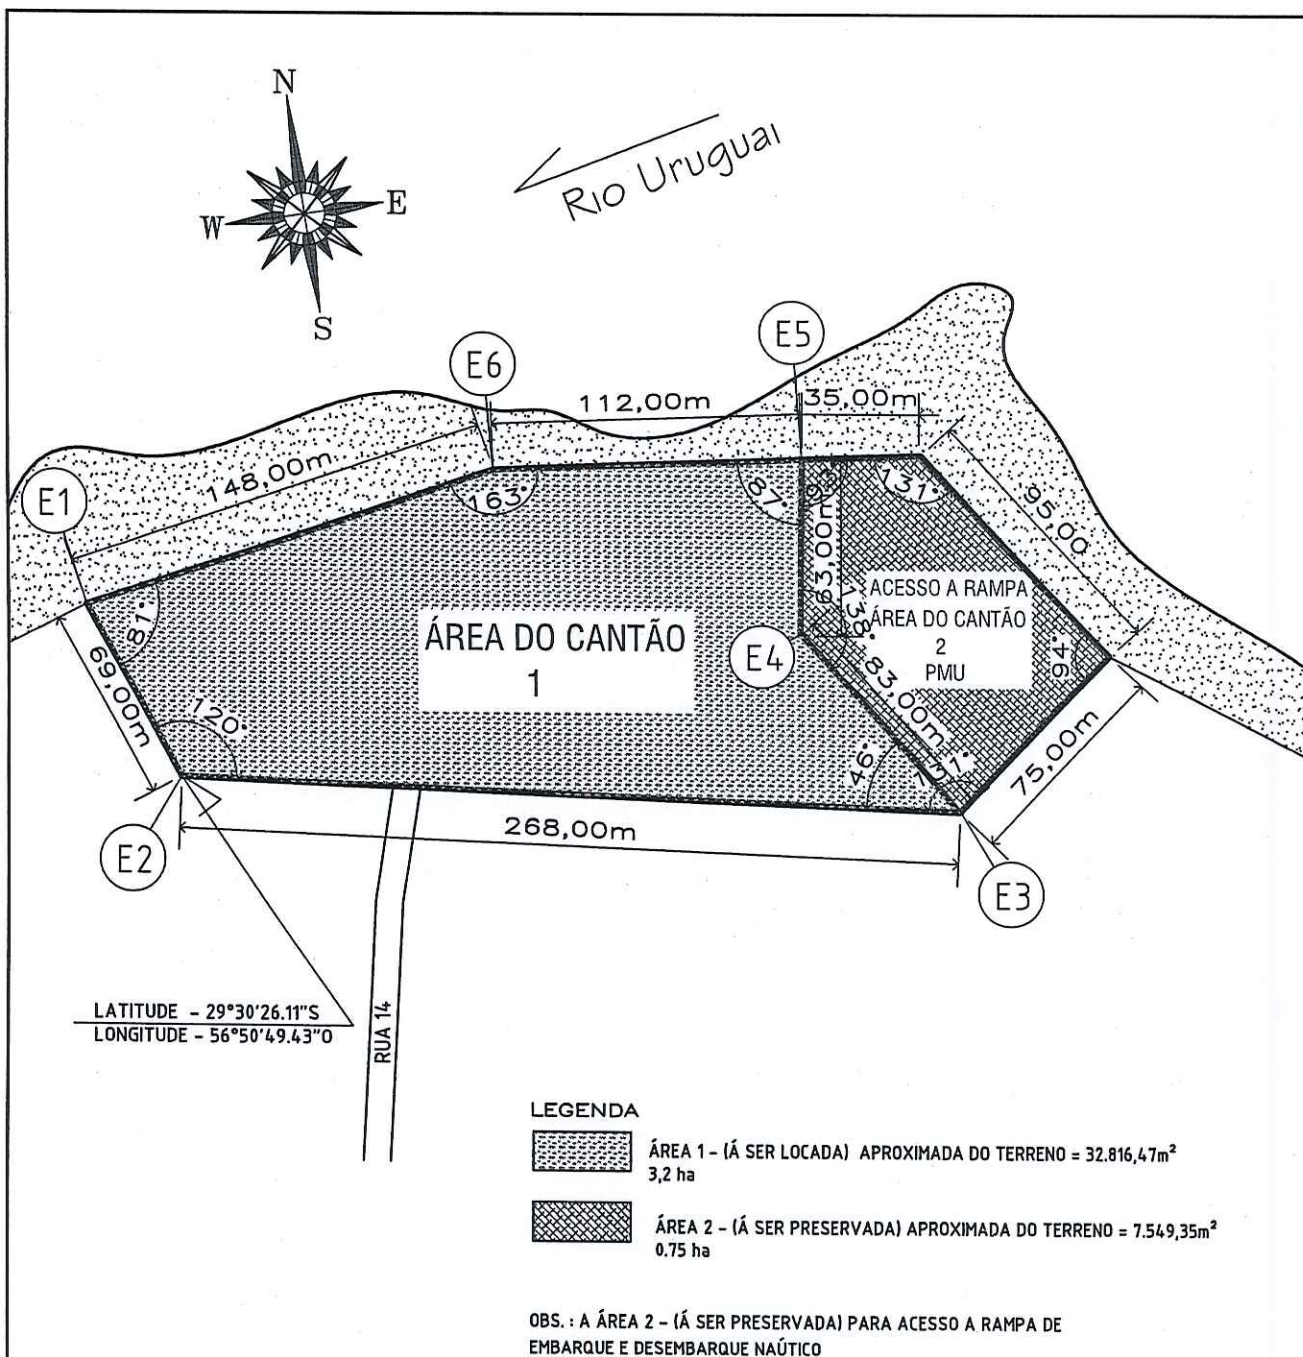 N
W
E
S
Rio Uruguai
E5
E6
112,00m
35,00m
148,00m
E1
163°
87°
93°
131°
95,00
63,00m
81°
69,00m
ÁREA DO CANTÃO
1
ACESSO A RAMPA
ÁREA DO CANTÃO
2
PMU
138°
E4
94°
83,00m
120°
46°
131°
75,00m
268,00m
E2
E3
LATITUDE - 29°30'26.11"S
LONGITUDE - 56°50'49.43"O
RUA 14
LEGENDA
ÁREA 1 - (Á SER LOCADA) APROXIMADA DO TERRENO = 32.816,47m²
3,2 ha
ÁREA 2 - (Á SER PRESERVADA) APROXIMADA DO TERRENO = 7.549,35m²
0.75 ha
OBS. : A ÁREA 2 - (Á SER PRESERVADA) PARA ACESSO A RAMPA DE
EMBARQUE E DESEMBARQUE NAÚTICO